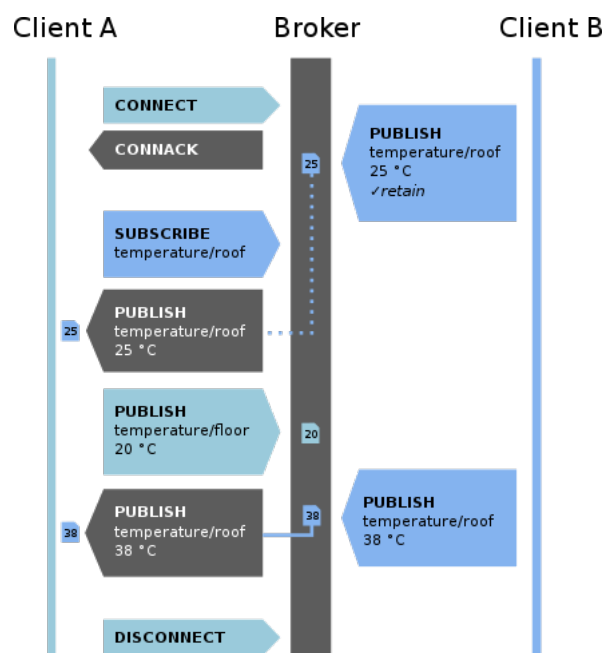 Client A
Broker
Client B
CONNECT
CONNACK
PUBLISH
temperature/roof
25 °C
✓retain
25
SUBSCRIBE
temperature/roof
PUBLISH
temperature/roof
25 °C
25
PUBLISH
temperature/floor
20 °C
20
PUBLISH
temperature/roof
38 °C
38
38
PUBLISH
temperature/roof
38 °C
DISCONNECT